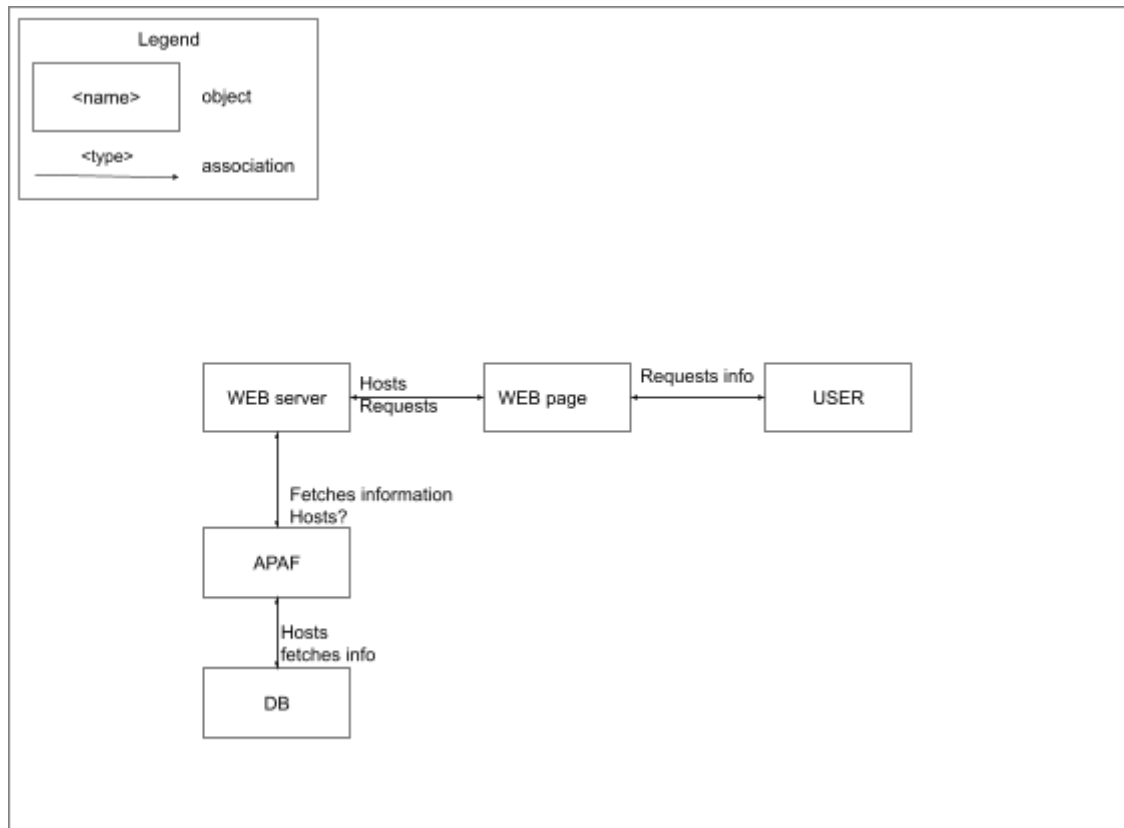 Legend
<name>
object
<type>
association
WEB server
Hosts
Requests
WEB page
Requests info
USER
Fetches information
Hosts?
APAF
Hosts
fetches info
DB